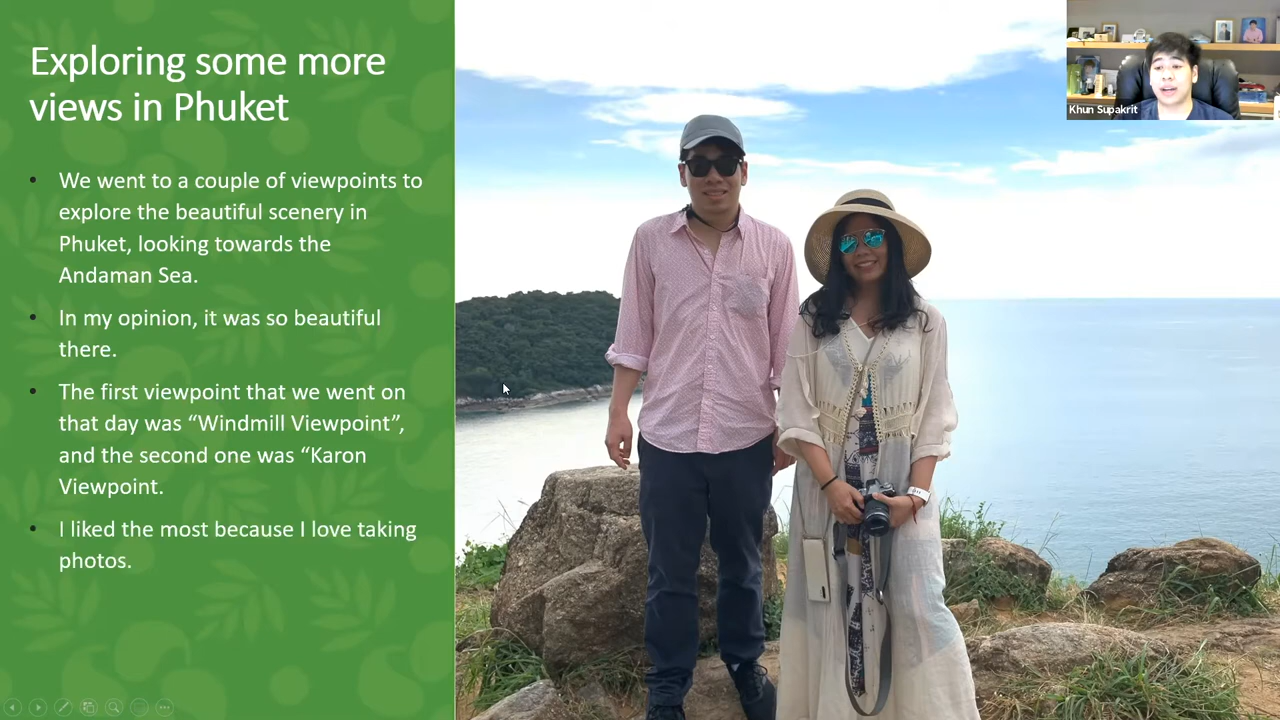 Exploring some more
views in Phuket
• We went to a couple of viewpoints to
explore the beautiful scenery in
Phuket, looking towards the
Andaman Sea.
• In my opinion, it was so beautiful
there.
• The first viewpoint that we went on
that day was “Windmill Viewpoint”,
and the second one was “Karon
Viewpoint.
• I liked the most because I love taking
photos.
Khun Supakrit